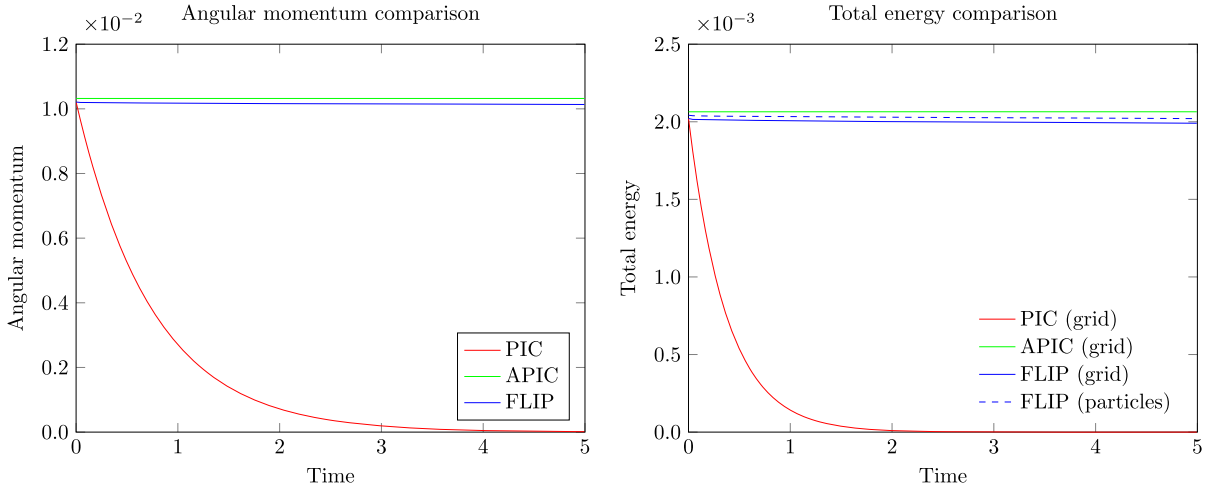 Angular momentum comparison
×10−2
1.2
1.0
0.8
0.6
0.4
0.2
0.0
Angular momentum
0 1 2 3 4 5
Time
PIC
APIC
FLIP
Total energy comparison
×10−3
2.5
2.0
1.5
1.0
0.5
0.0
Total energy
0 1 2 3 4 5
Time
PIC (grid)
APIC (grid)
FLIP (grid)
FLIP (particles)